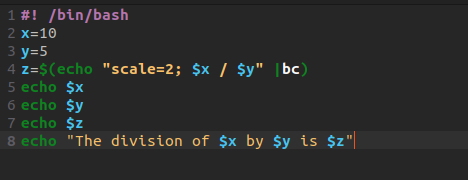 1 #! /bin/bash
2 x=10
3 y=5
4 z=$(echo "scale=2; $x / $y" |bc)
5 echo $x
6 echo $y
7 echo $z
8 echo "The division of $x by $y is $z"